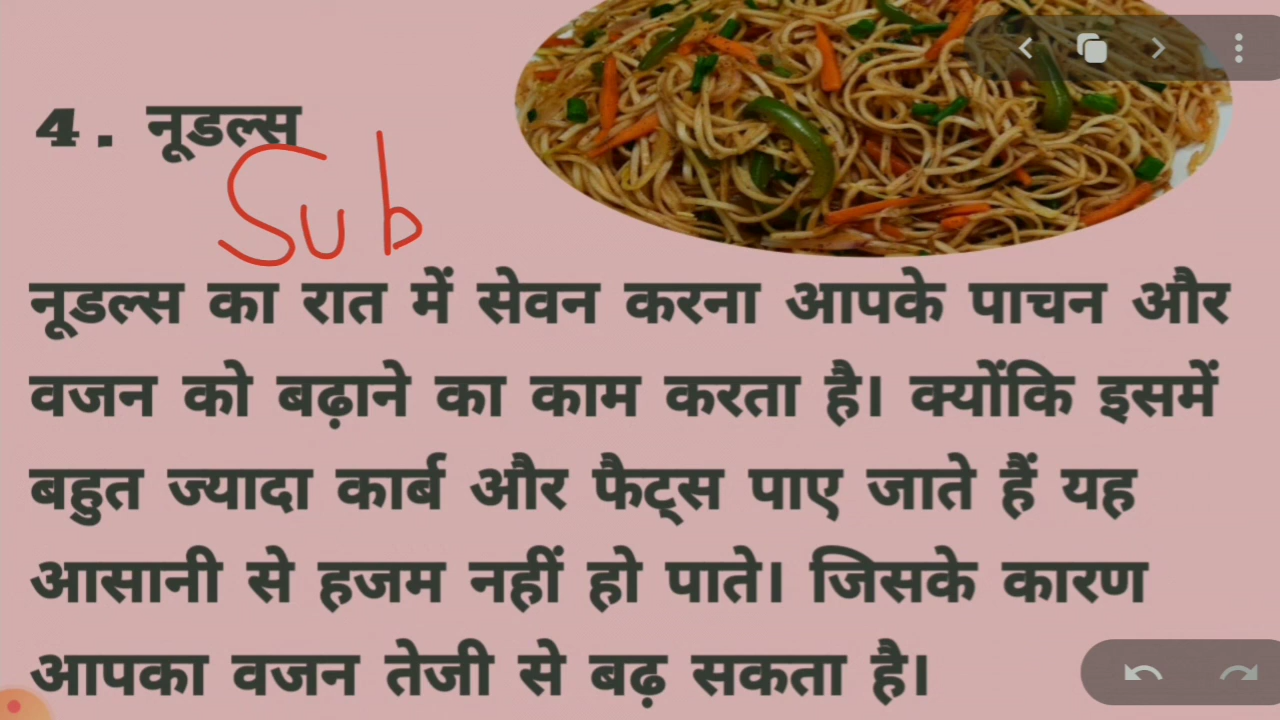 4. नूडल्स
Sub
नूडल्स का रात में सेवन करना आपके पाचन और
वजन को बढ़ाने का काम करता है। क्योंकि इसमें
बहुत ज्यादा कार्ब और फैट्स पाए जाते हैं यह
आसानी से हजम नहीं हो पाते। जिसके कारण
आपका वजन तेजी से बढ़ सकता है।